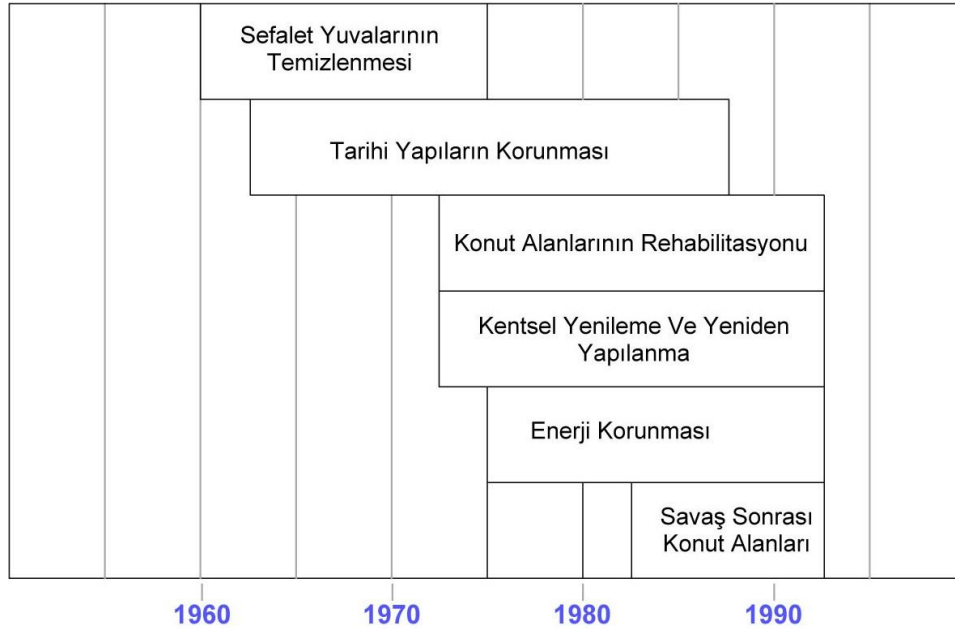 Sefalet Yuvalarının
Temizlenmesi
Tarihi Yapıların Korunması
Konut Alanlarının Rehabilitasyonu
Kentsel Yenileme Ve Yeniden
Yapılanma
Enerji Korunması
Savaş Sonrası
Konut Alanları
1960 1970 1980 1990